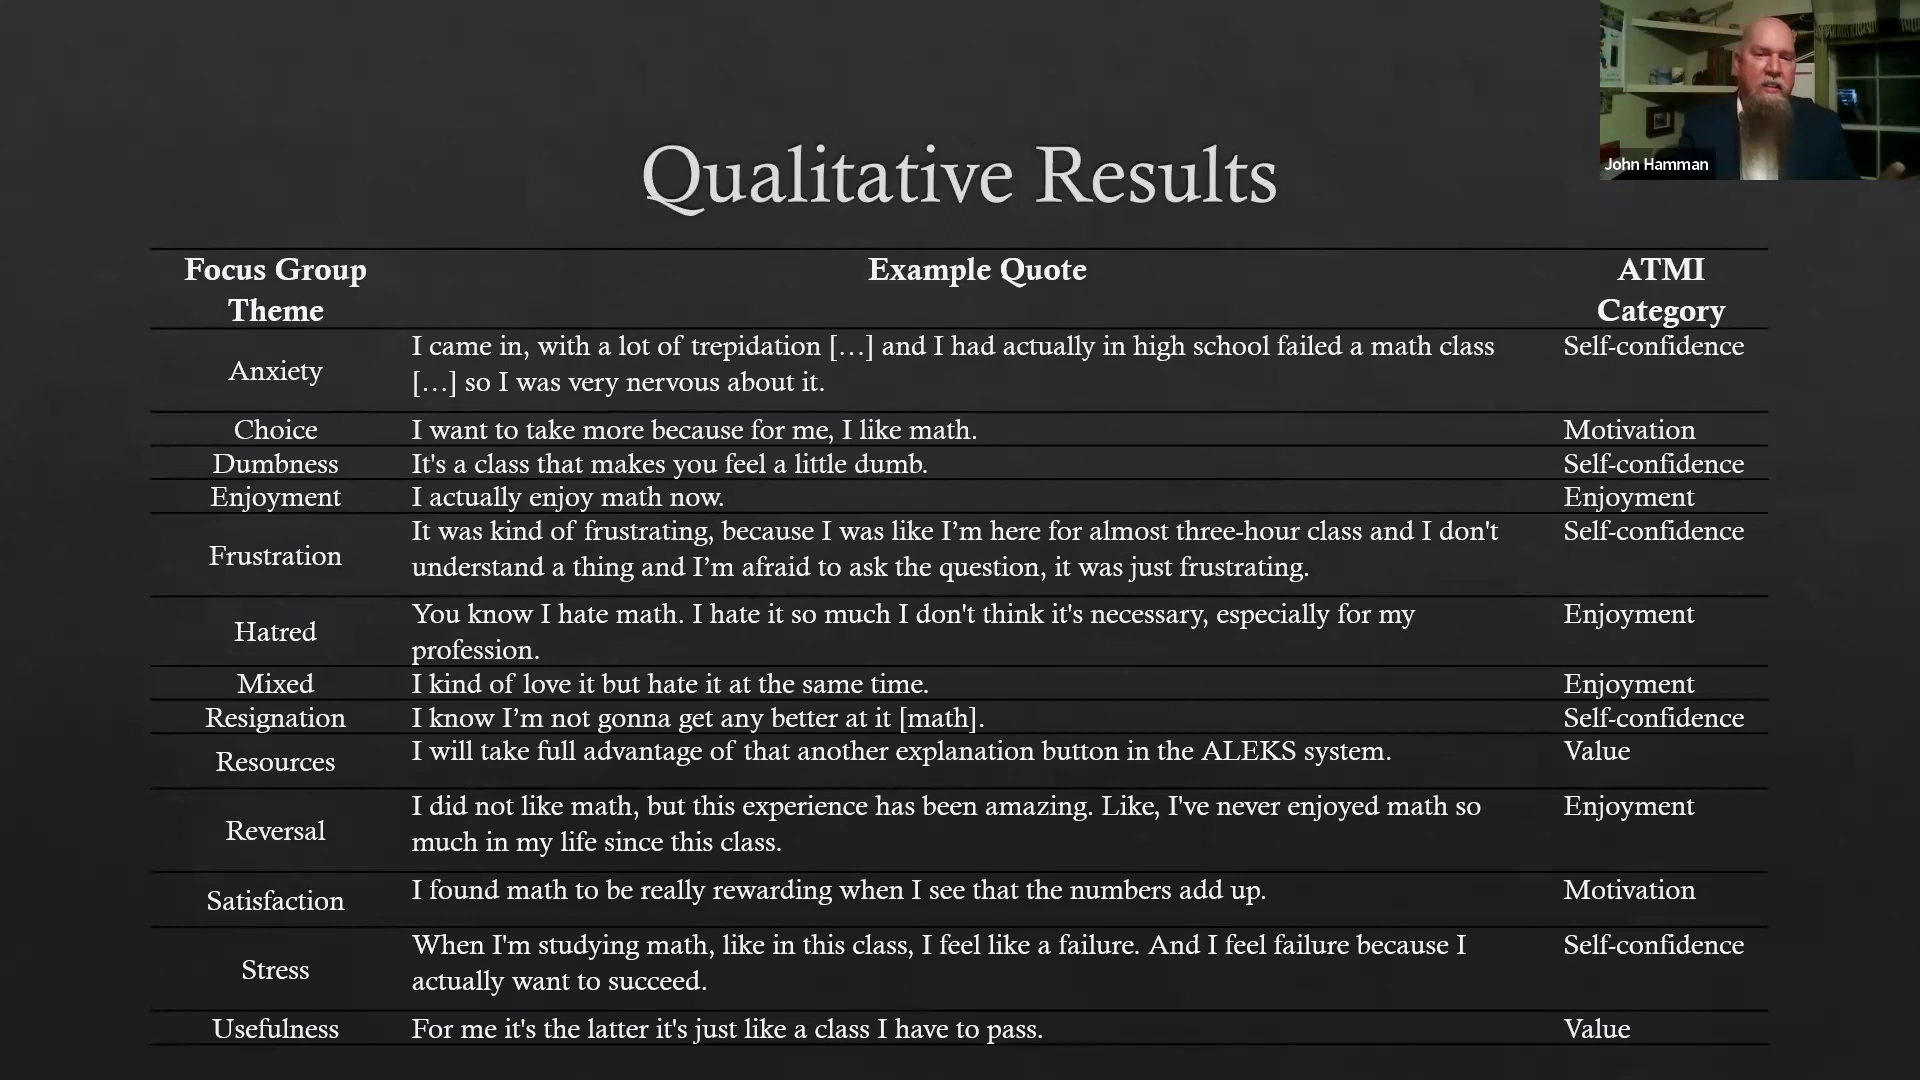 John Hamman
Qualitative Results
Focus Group
Theme
Example Quote
ATMI
Category
Anxiety
I came in, with a lot of trepidation […] and I had actually in high school failed a math class
[…] so I was very nervous about it.
Self-confidence
Choice
I want to take more because for me, I like math.
Motivation
Dumbness
It's a class that makes you feel a little dumb.
Self-confidence
Enjoyment
I actually enjoy math now.
Enjoyment
Frustration
It was kind of frustrating, because I was like I’m here for almost three-hour class and I don't
understand a thing and I’m afraid to ask the question, it was just frustrating.
Self-confidence
Hatred
You know I hate math. I hate it so much I don't think it's necessary, especially for my
profession.
Enjoyment
Mixed
I kind of love it but hate it at the same time.
Enjoyment
Resignation
I know I’m not gonna get any better at it [math].
Self-confidence
Resources
I will take full advantage of that another explanation button in the ALEKS system.
Value
Reversal
I did not like math, but this experience has been amazing. Like, I've never enjoyed math so
much in my life since this class.
Enjoyment
Satisfaction
I found math to be really rewarding when I see that the numbers add up.
Motivation
Stress
When I'm studying math, like in this class, I feel like a failure. And I feel failure because I
actually want to succeed.
Self-confidence
Usefulness
For me it's the latter it's just like a class I have to pass.
Value